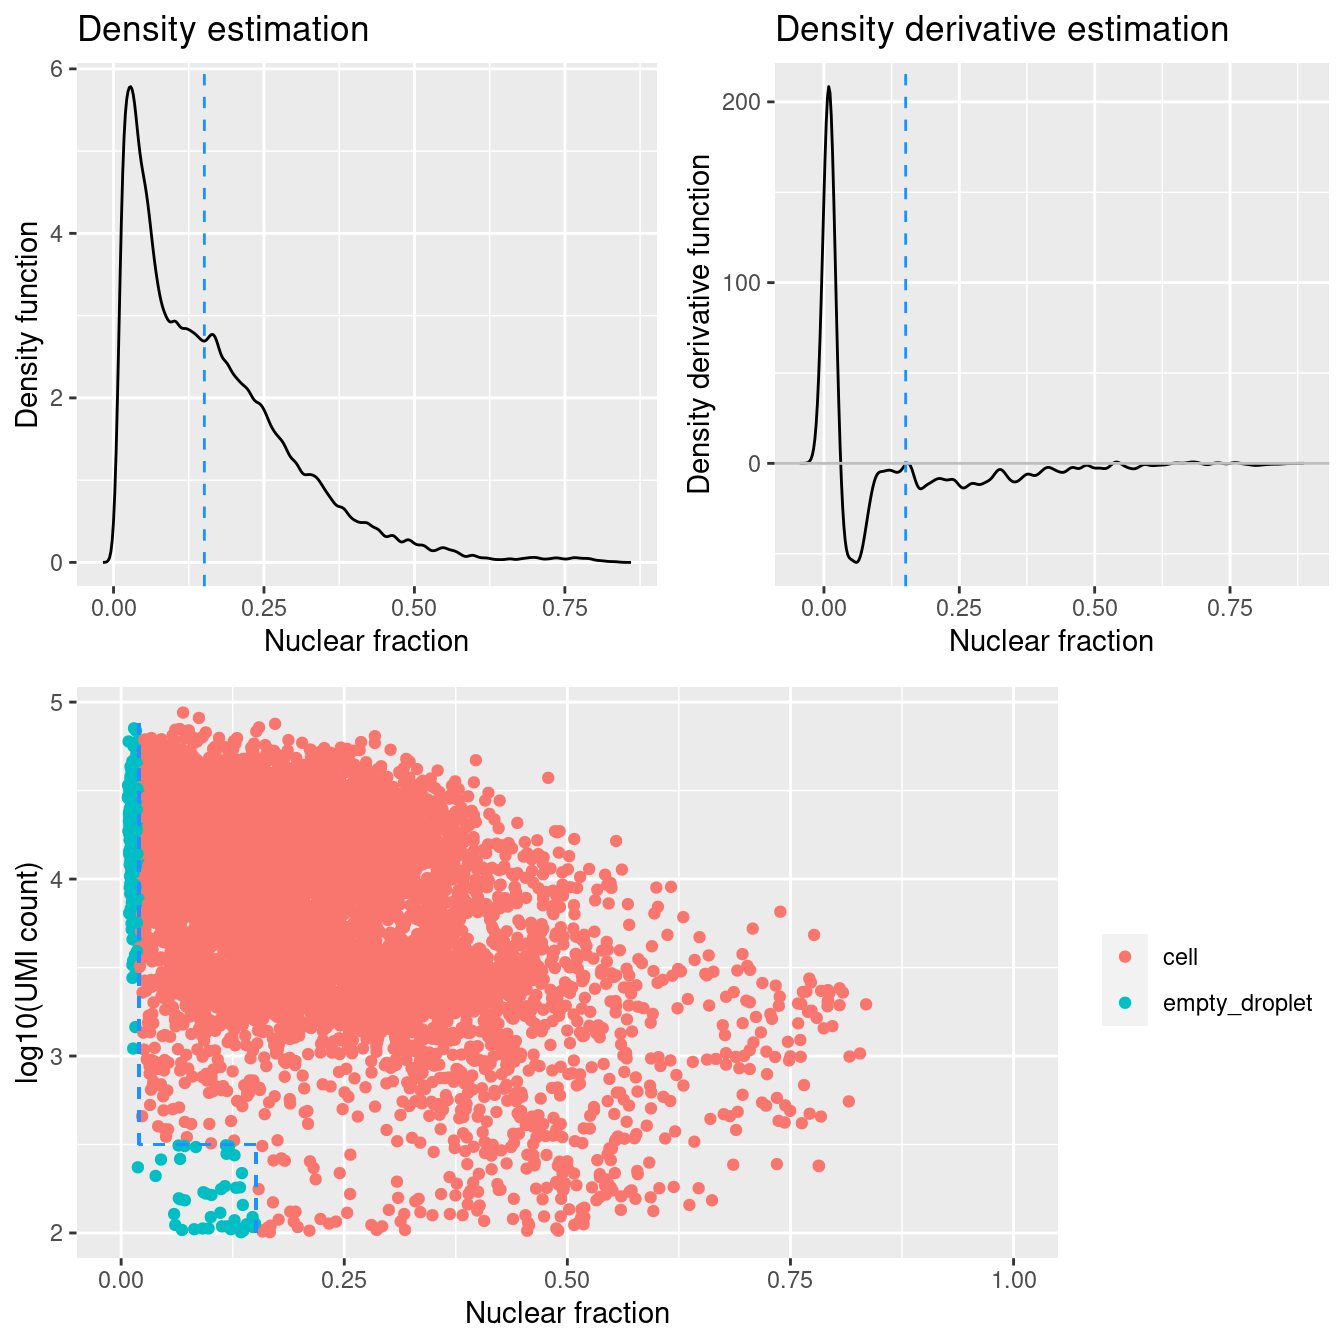 Density estimation
Density function
6
4
2
0
0.00 0.25 0.50 0.75
Nuclear fraction
Density derivative estimation
Density derivative function
200
100
0
0.00 0.25 0.50 0.75
Nuclear fraction
log10(UMI count)
5
4
3
2
0.00 0.25 0.50 0.75 1.00
Nuclear fraction
cell
empty_droplet